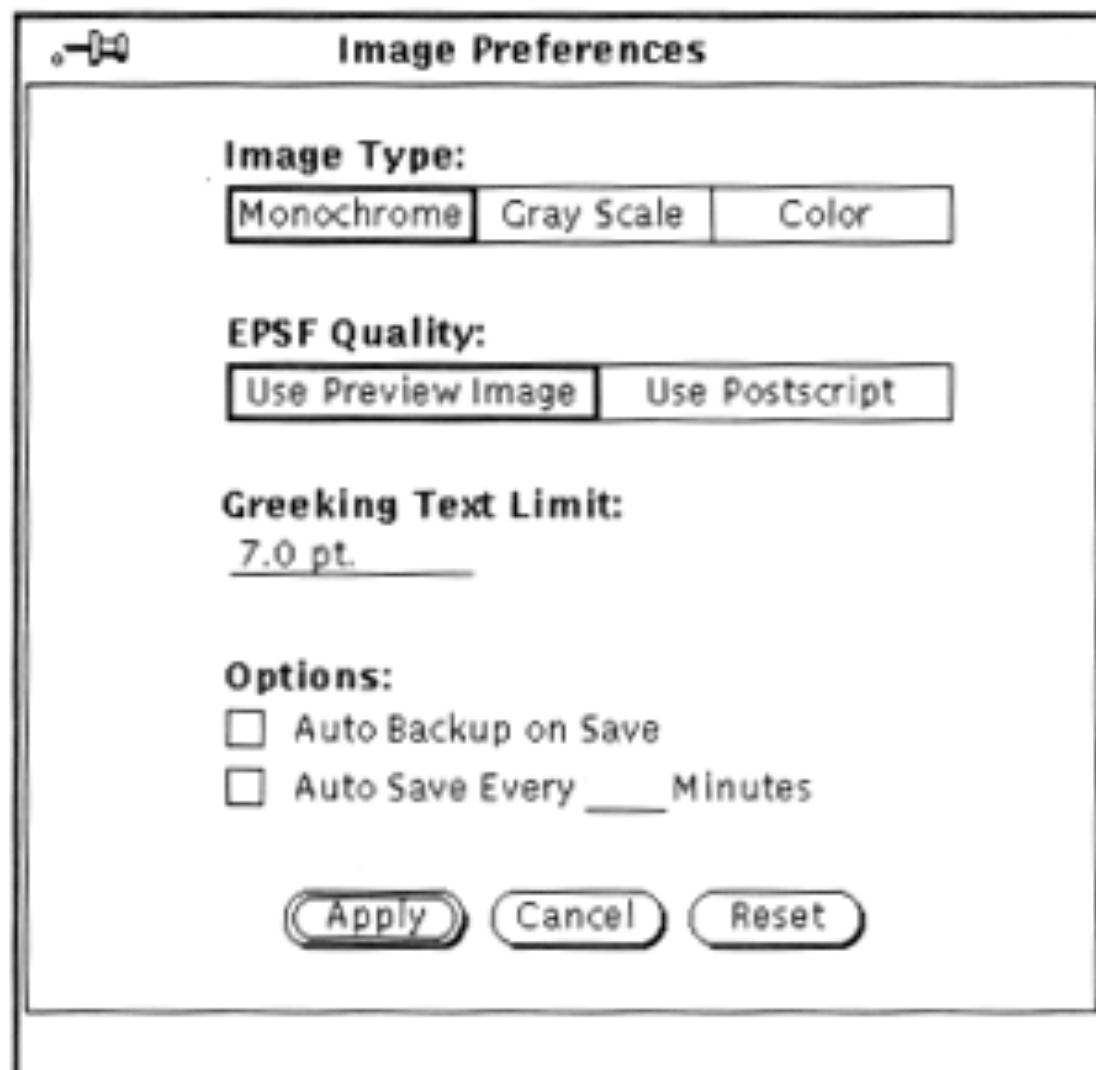 Image Preferences
Image Type:
Monochrome Gray Scale Color
EPSF Quality:
Use Preview Image Use Postscript
Greeking Text Limit:
7.0 pt.
Options:
Auto Backup on Save
Auto Save Every ____ Minutes
Apply Cancel Reset